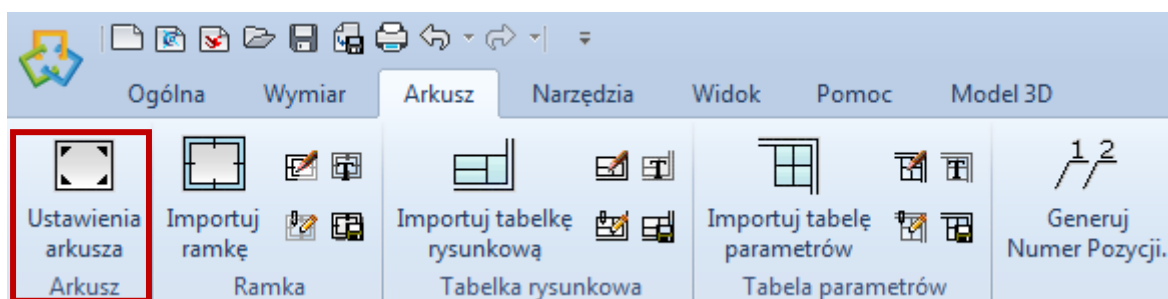 Ogólna Wymiar Arkusz Narzędzia Widok Pomoc Model 3D
Ustawienia arkusza
Importuj ramkę
Importuj tabelkę rysunkową
Importuj tabelę parametrów
1 2
Generuj Numer Pozycji.
Arkusz Ramka Tabelka rysunkowa Tabela parametrów